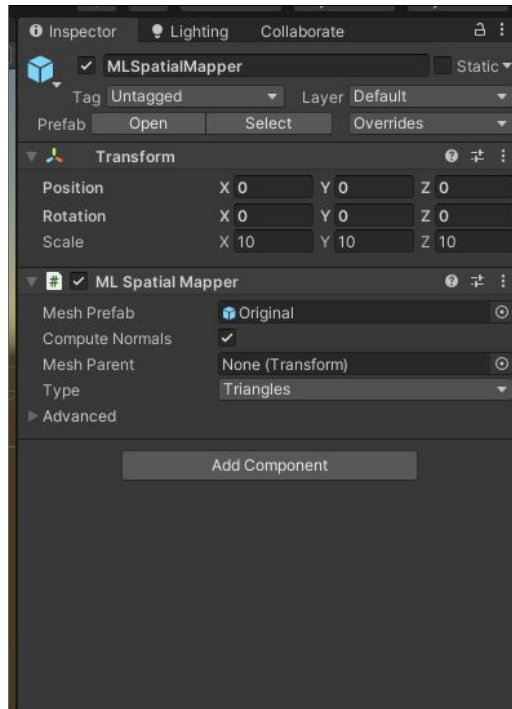 Inspector Lighting Collaborate
MLSpatialMapper Static
Tag Untagged Layer Default
Prefab Open Select Overrides
Transform
Position X 0 Y 0 Z 0
Rotation X 0 Y 0 Z 0
Scale X 10 Y 10 Z 10
# ML Spatial Mapper
Mesh Prefab Original
Compute Normals
Mesh Parent None (Transform)
Type Triangles
Advanced
Add Component